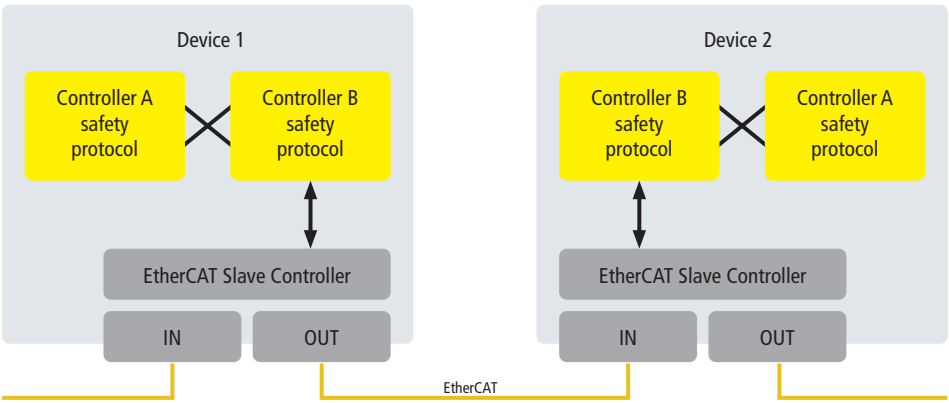 Device 1
Controller A
safety
protocol
Controller B
safety
protocol
EtherCAT Slave Controller
IN
OUT
Device 2
Controller B
safety
protocol
Controller A
safety
protocol
EtherCAT Slave Controller
IN
OUT
EtherCAT